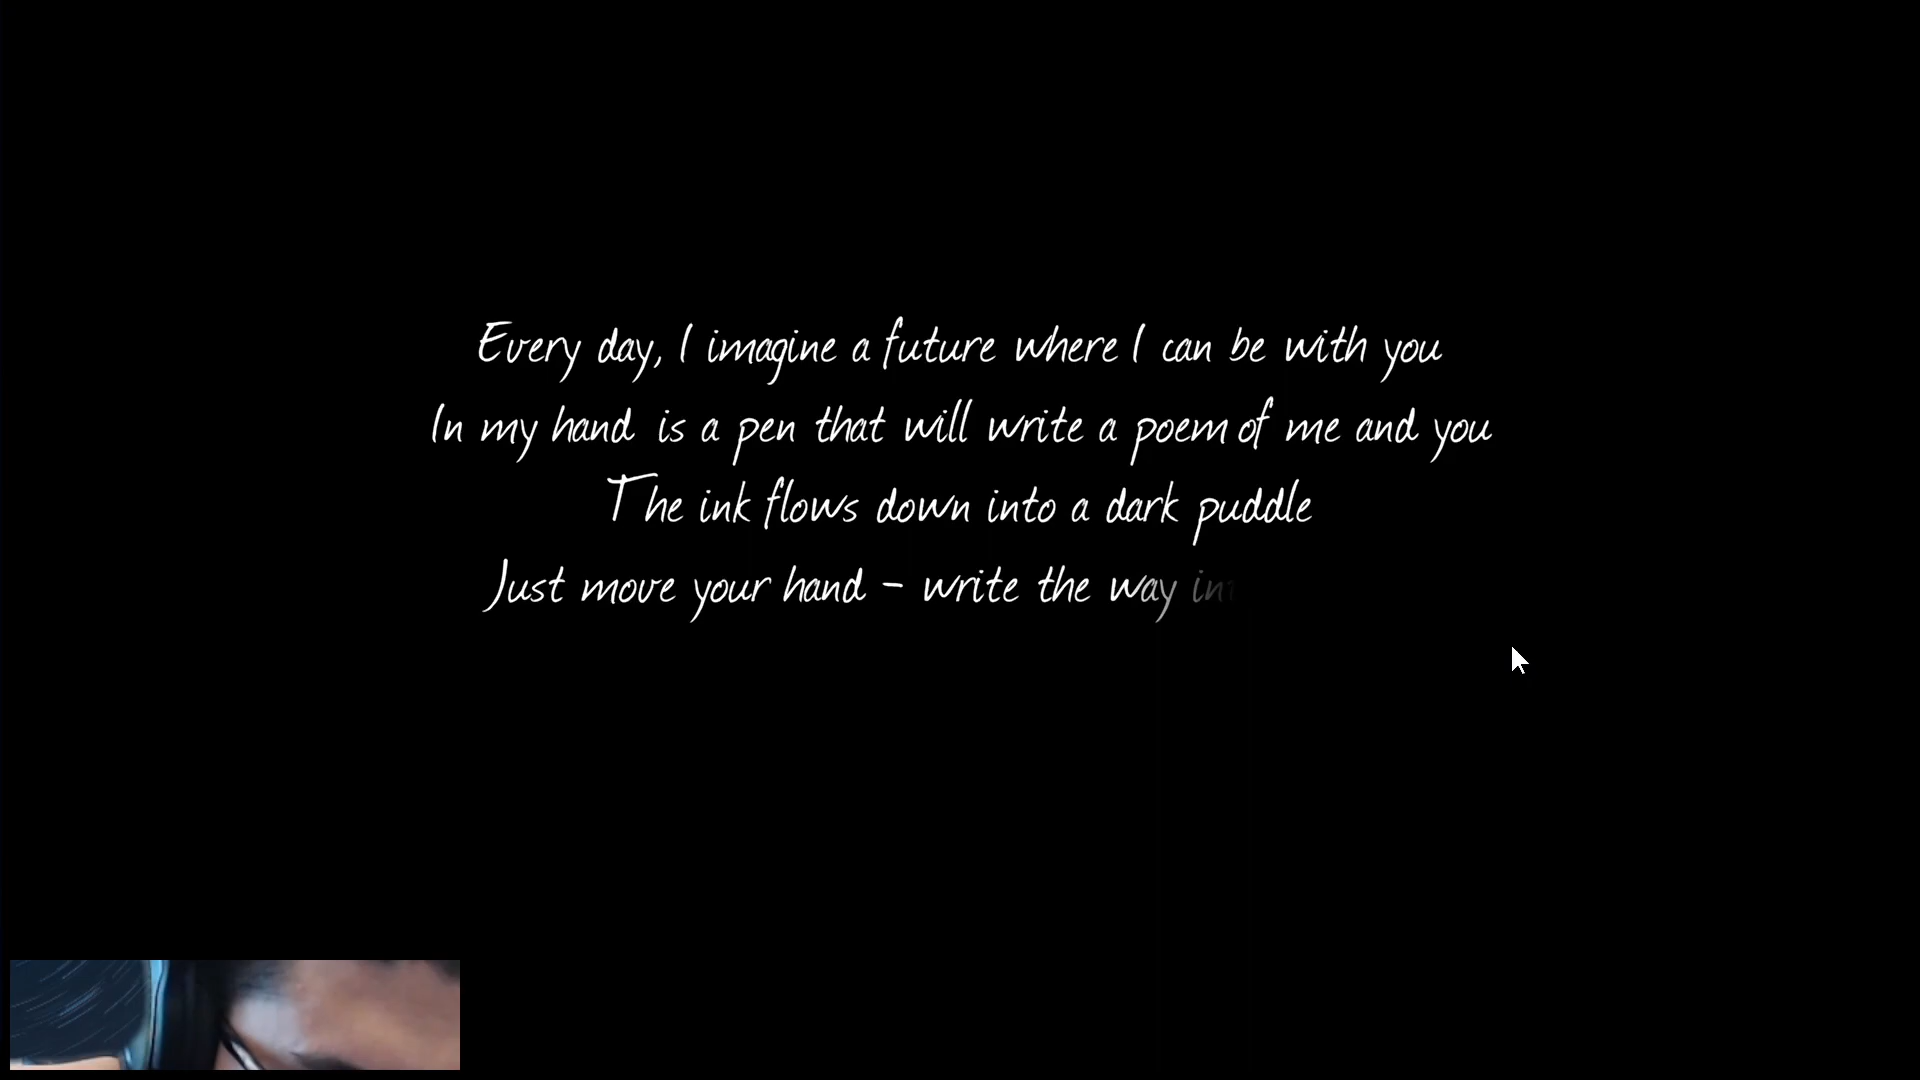 Every day, I imagine a future where I can be with you
In my hand is a pen that will write a poem of me and you
The ink flows down into a dark puddle
Just move your hand - write the way